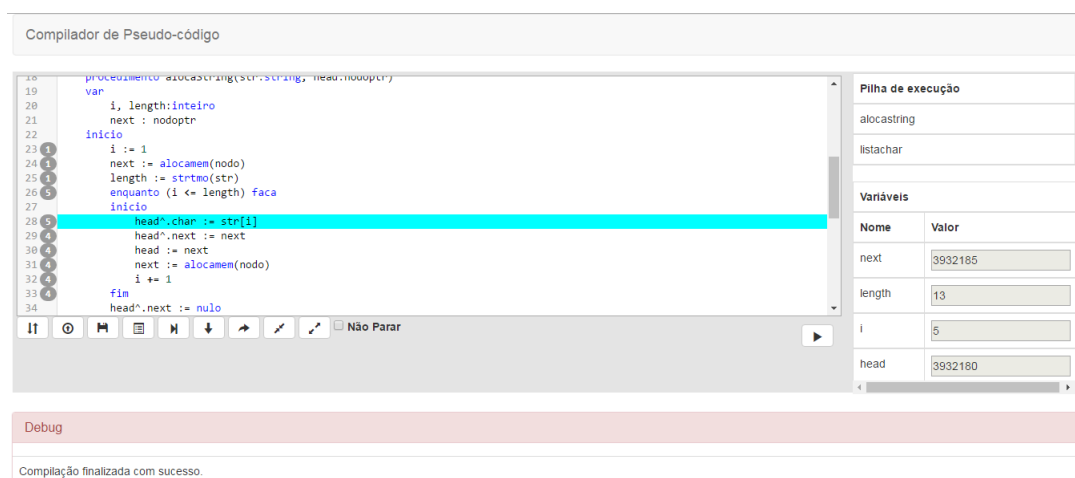 Compilador de Pseudo-código
18 procedimento alocaString(str:string, head:nodoptr)
19 var
20 i, length:inteiro
21 next : nodoptr
22 inicio
23 1 i := 1
24 1 next := alocamem(nodo)
25 1 length := strtmo(str)
26 5 enquanto (i <= length) faca
27 inicio
28 5 head^.char := str[i]
29 4 head^.next := next
30 4 head := next
31 4 next := alocamem(nodo)
32 4 i += 1
33 4 fim
34 head^.next := nulo
Não Parar
Pilha de execução
alocastring
listachar
Variáveis
Nome Valor
next 3932185
length 13
i 5
head 3932180
Debug
Compilação finalizada com sucesso.